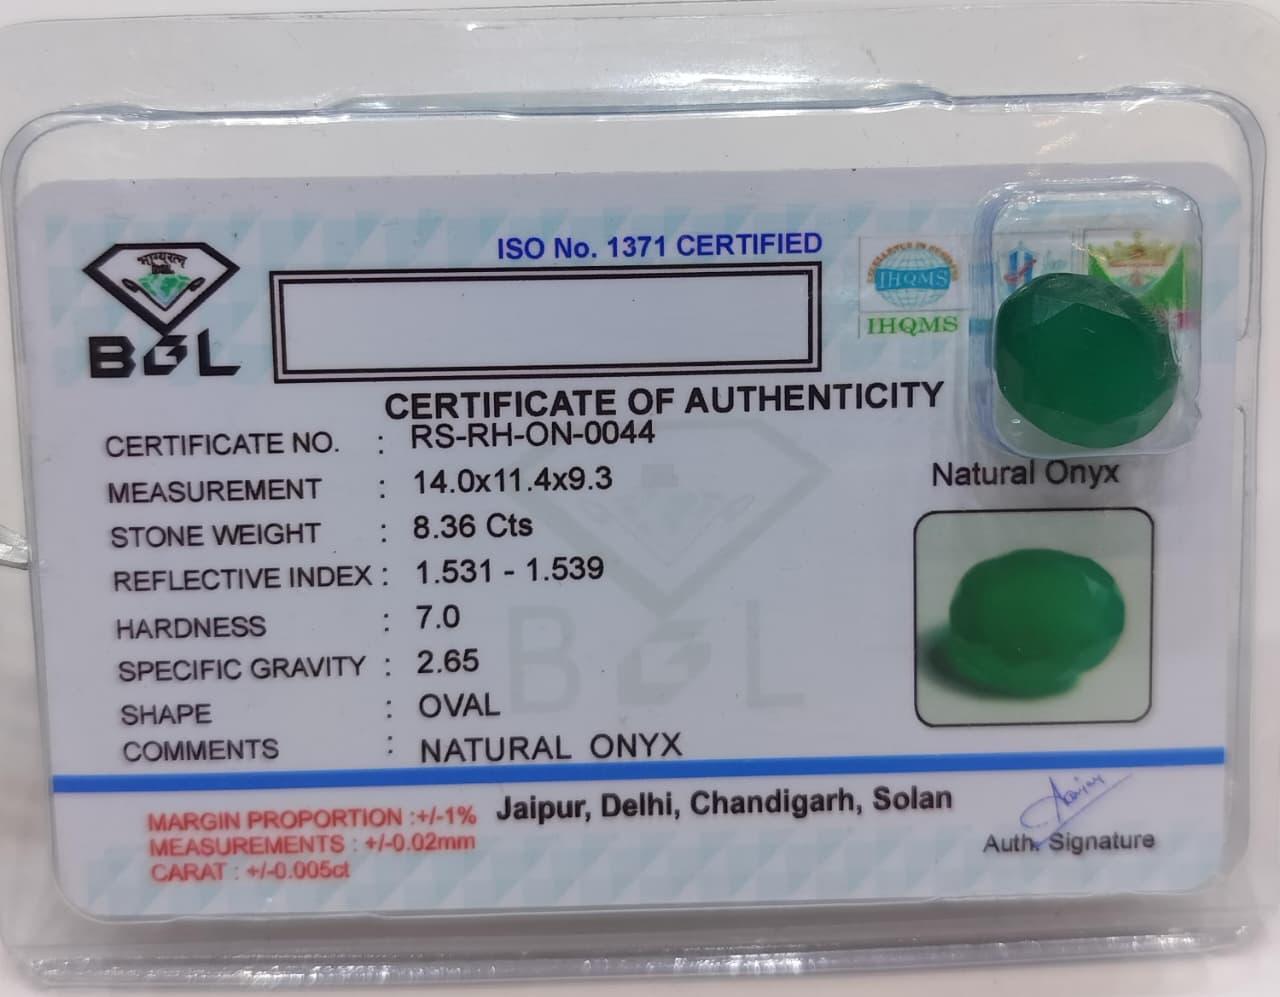 ISO No. 1371 CERTIFIED
भाग्यरत्न
BGL
IHQMS
IHQMS
CERTIFICATE OF AUTHENTICITY
CERTIFICATE NO. : RS-RH-ON-0044
MEASUREMENT : 14.0x11.4x9.3
STONE WEIGHT : 8.36 Cts
REFLECTIVE INDEX : 1.531 - 1.539
HARDNESS : 7.0
SPECIFIC GRAVITY : 2.65
SHAPE : OVAL
COMMENTS : NATURAL ONYX
Natural Onyx
BGL
MARGIN PROPORTION :+/-1%
MEASUREMENTS : +/-0.02mm
CARAT : +/-0.005ct
Jaipur, Delhi, Chandigarh, Solan
Auth. Signature